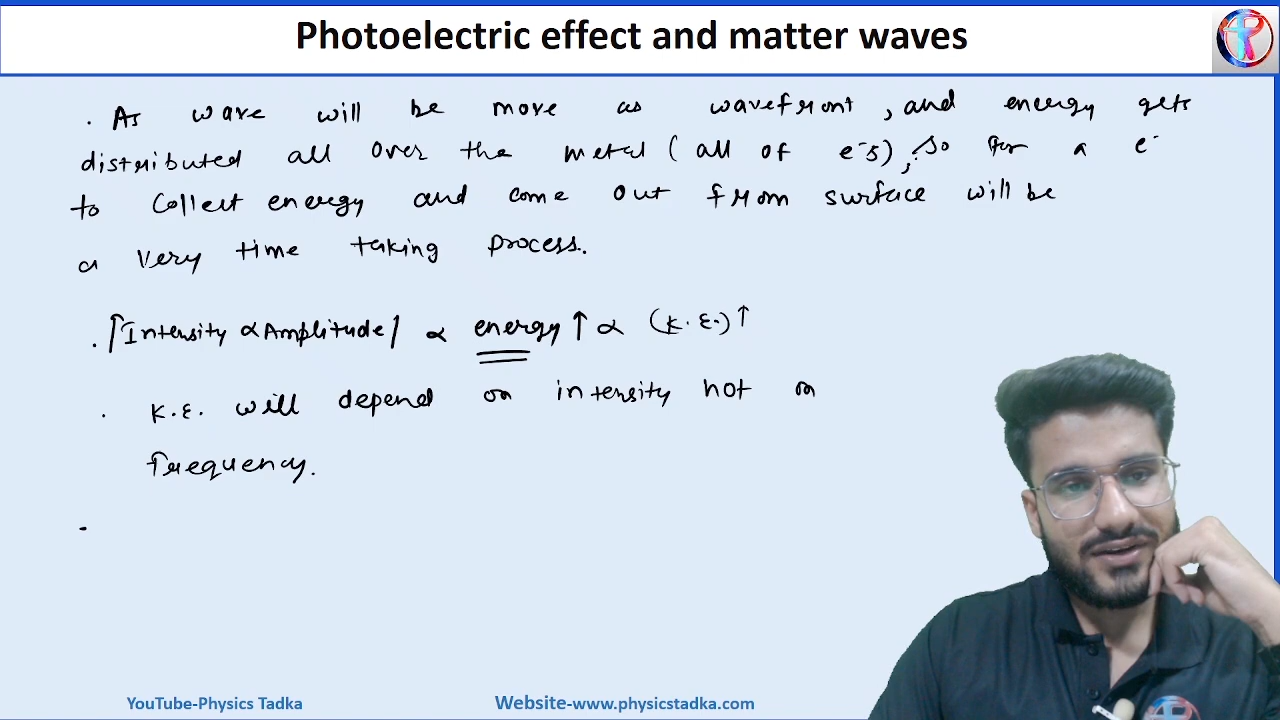 Photoelectric effect and matter waves
. As wave will be move as wavefront, and energy gets
distributed all over the metal (all of e⁻s), So for a e⁻
to collect energy and come out from surface will be
a very time taking process.
. ↑Intensity ∝ Amplitude↑ ∝ energy ↑ ∝ (K.E.)↑
. K.E. will depend on intensity not on
frequency.
YouTube-Physics Tadka
Website-www.physicstadka.com